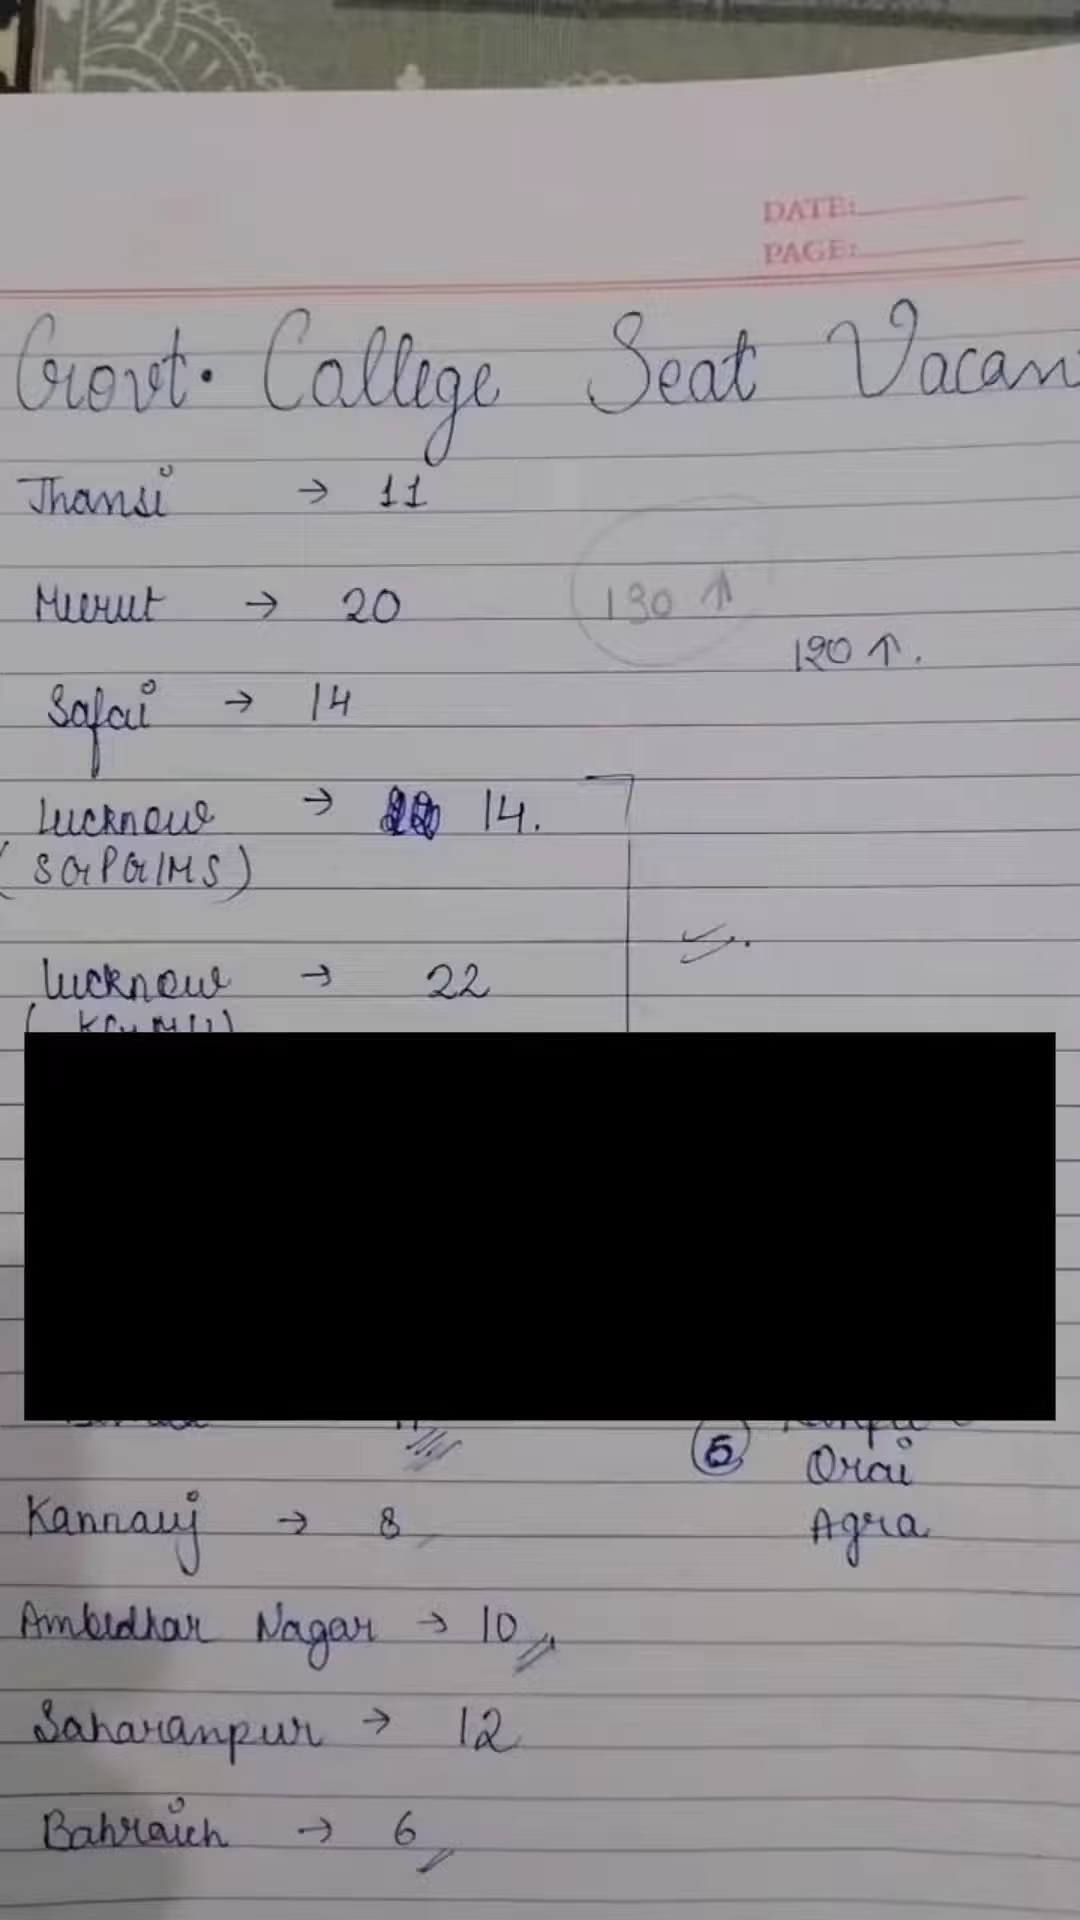 DATE:
PAGE:
Govt. College Seat Vacan
Jhansi → 11
Meerut → 20
130 ↑
120 ↑.
Safai → 14
Lucknow → 14.
(SGPGIMS)
Lucknow → 22
5
Orai
Kannauj → 8
Agra
Ambedkar Nagar → 10
Saharanpur → 12
Bahraich → 6